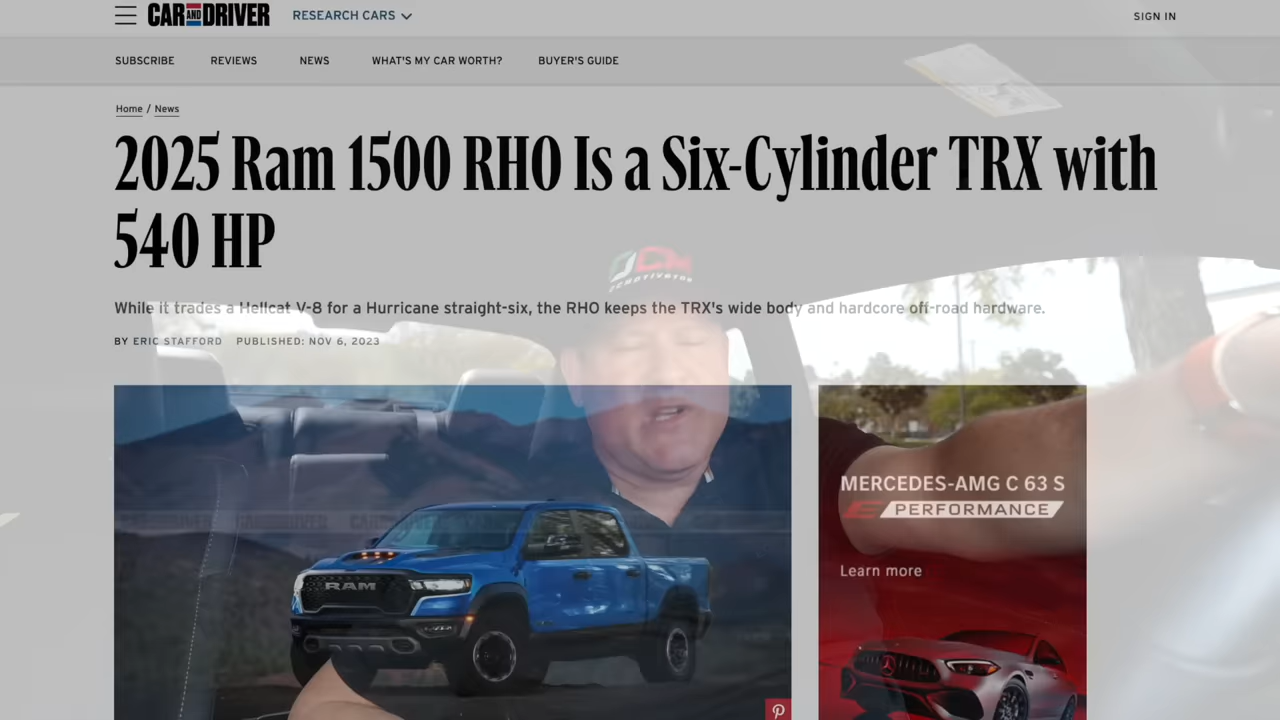 CAR AND DRIVER
RESEARCH CARS
SIGN IN
SUBSCRIBE
REVIEWS
NEWS
WHAT'S MY CAR WORTH?
BUYER'S GUIDE
Home / News
2025 Ram 1500 RHO Is a Six-Cylinder TRX with
540 HP
While it trades a Hellcat V-8 for a Hurricane straight-six, the RHO keeps the TRX's wide body and hardcore off-road hardware.
BY ERIC STAFFORD PUBLISHED: NOV 6, 2023
RAM
MERCEDES-AMG C 63 S
E PERFORMANCE
Learn more